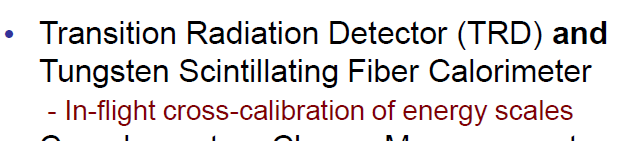 • Transition Radiation Detector (TRD) and
Tungsten Scintillating Fiber Calorimeter
- In-flight cross-calibration of energy scales